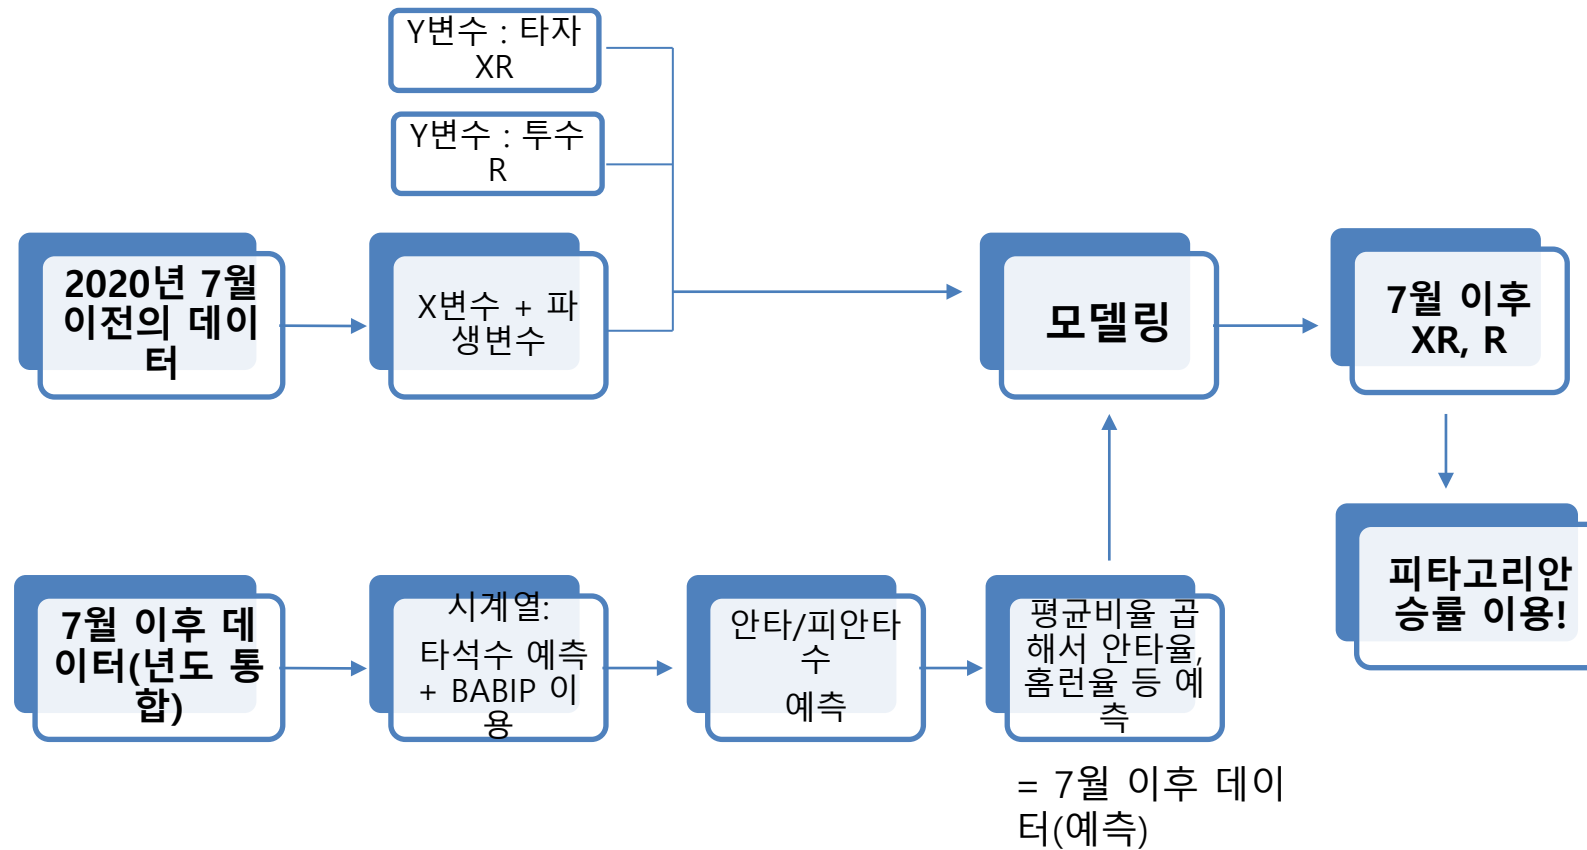 Y변수 : 타자
XR
Y변수 : 투수
R
2020년 7월
이전의 데이
터
X변수 + 파
생변수
모델링
7월 이후
XR, R
피타고리안
승률 이용!
7월 이후 데
이터(년도 통
합)
시계열:
타석수 예측
+ BABIP 이
용
안타/피안타
수
예측
평균비율 곱
해서 안타율,
홈런율 등 예
측
= 7월 이후 데이
터(예측)